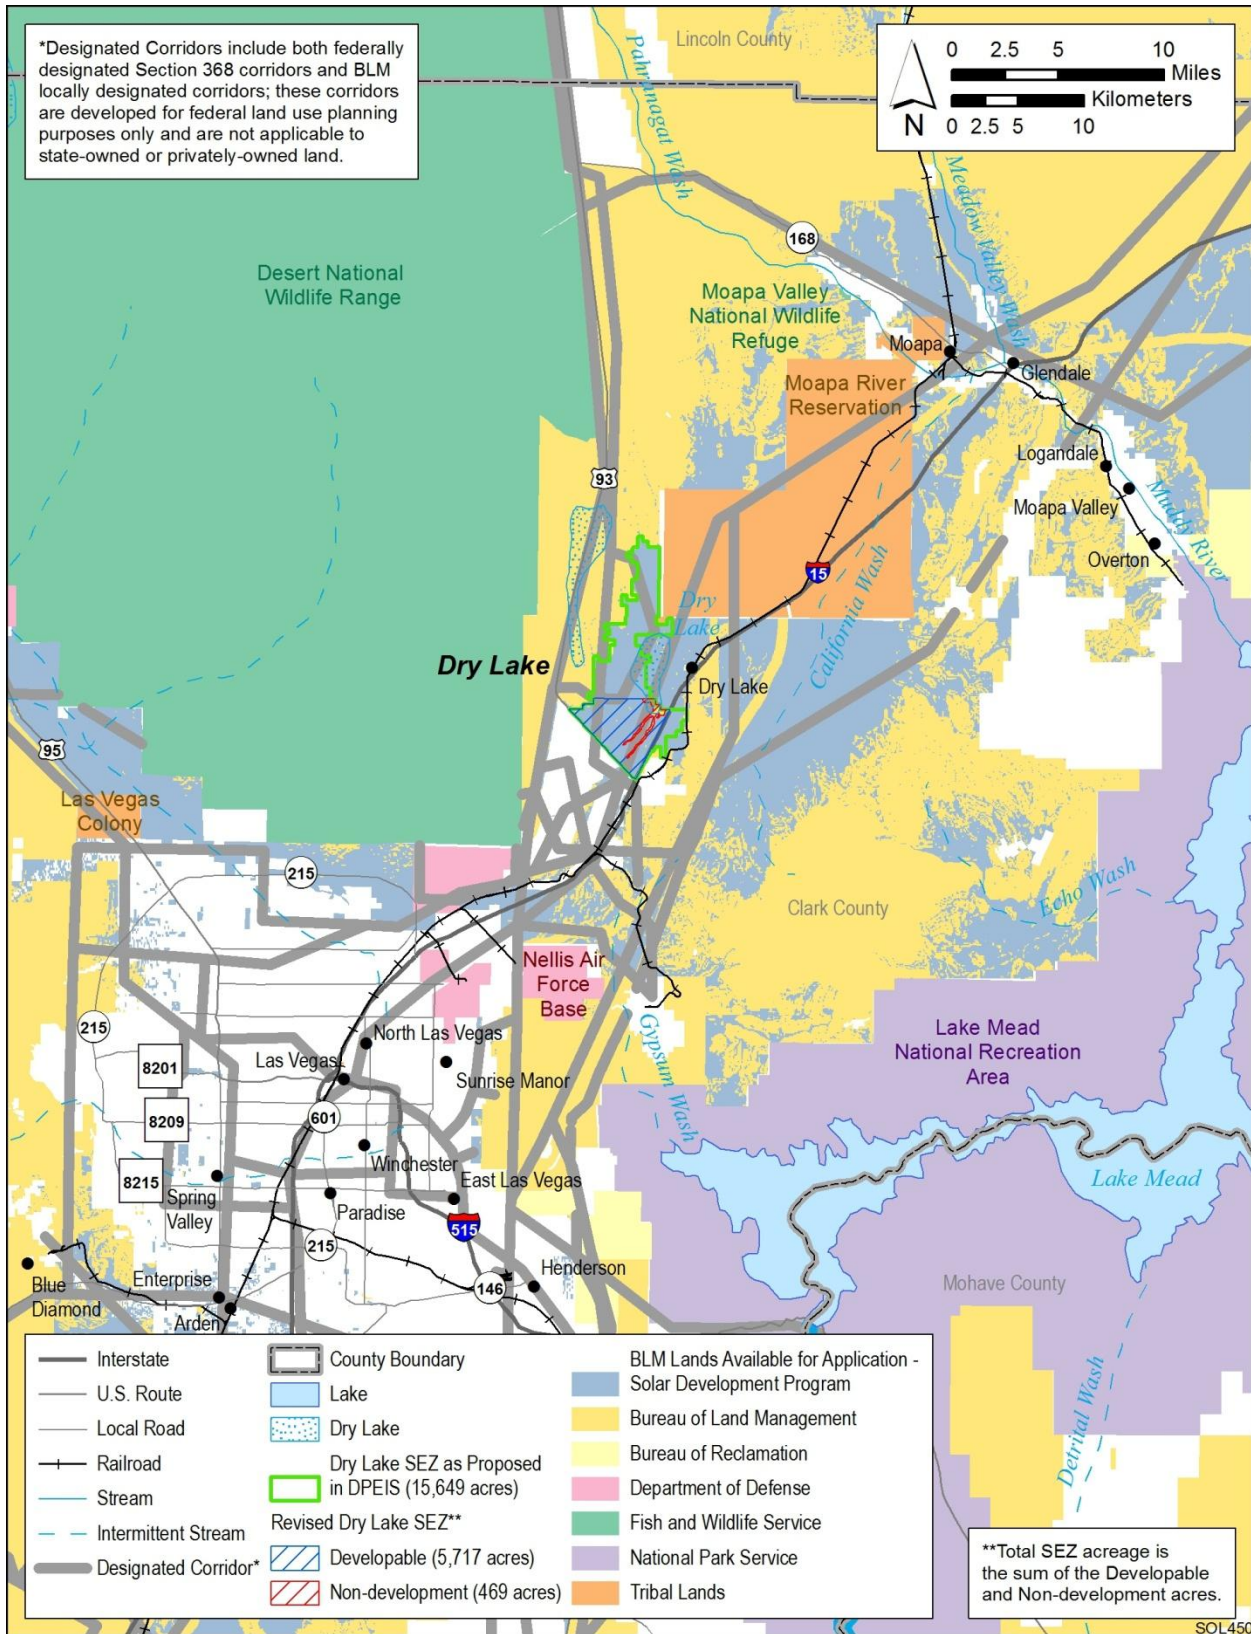 *Designated Corridors include both federally
designated Section 368 corridors and BLM
locally designated corridors; these corridors
are developed for federal land use planning
purposes only and are not applicable to
state-owned or privately-owned land.
Lincoln County
0 2.5 5 10
Miles
Kilometers
0 2.5 5 10
N
Pahranagat Wash
Meadow Valley Wash
168
Desert National
Wildlife Range
Moapa Valley
National Wildlife
Refuge
Moapa
Glendale
Moapa River
Reservation
93
Logandale
Moapa Valley
Muddy River
Overton
15
California Wash
Dry
Lake
Dry Lake
Dry Lake
95
Las Vegas
Colony
215
Clark County
Echo Wash
Nellis Air
Force
Base
Gypsum Wash
Lake Mead
National Recreation
Area
215
North Las Vegas
Las Vegas
Sunrise Manor
8201
601
8209
Winchester
8215
Spring
Valley
East Las Vegas
Paradise
515
Lake Mead
215
Henderson
146
Blue
Diamond
Enterprise
Arden
Mohave County
Detrital Wash
Interstate
U.S. Route
Local Road
Railroad
Stream
Intermittent Stream
Designated Corridor*
County Boundary
Lake
Dry Lake
Dry Lake SEZ as Proposed
in DPEIS (15,649 acres)
Revised Dry Lake SEZ**
Developable (5,717 acres)
Non-development (469 acres)
BLM Lands Available for Application -
Solar Development Program
Bureau of Land Management
Bureau of Reclamation
Department of Defense
Fish and Wildlife Service
National Park Service
Tribal Lands
**Total SEZ acreage is
the sum of the Developable
and Non-development acres.
SOL450